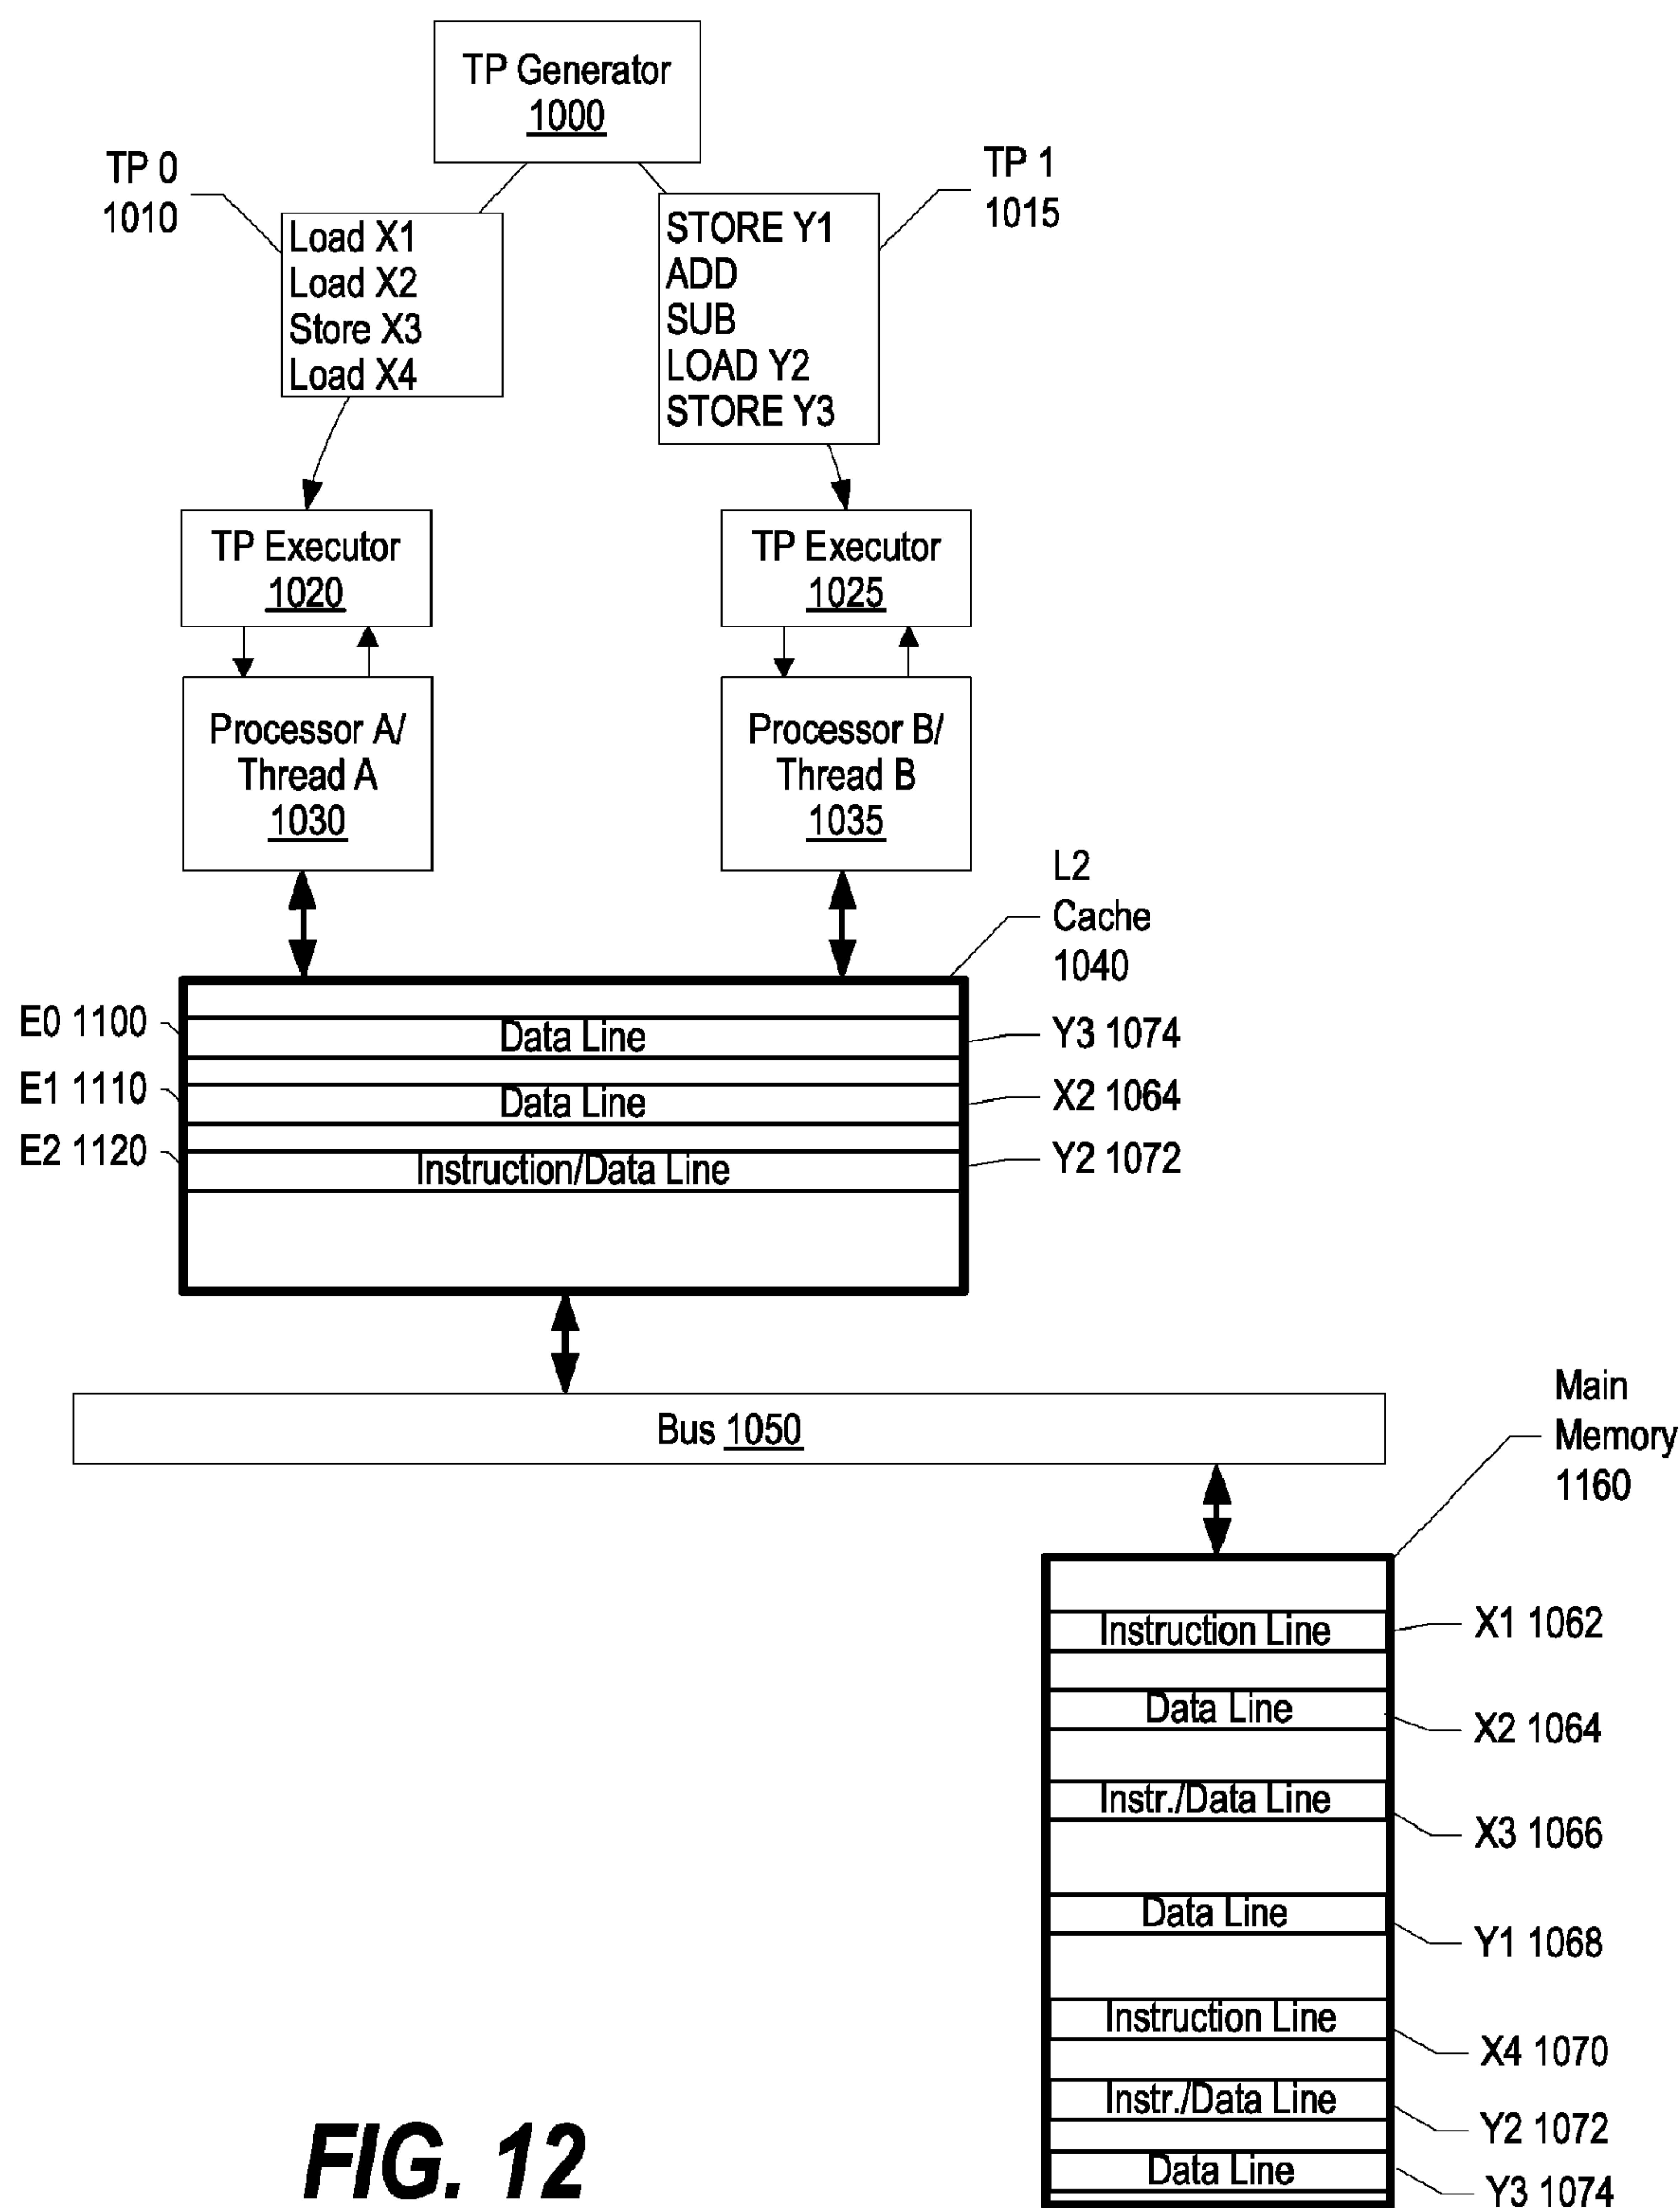 TP Generator
1000
TP 0
1010
TP 1
1015
Load X1
Load X2
Store X3
Load X4
STORE Y1
ADD
SUB
LOAD Y2
STORE Y3
TP Executor
1020
TP Executor
1025
Processor A/
Thread A
1030
Processor B/
Thread B
1035
L2
Cache
1040
E0 1100
Data Line
Y3 1074
E1 1110
Data Line
X2 1064
E2 1120
Instruction/Data Line
Y2 1072
Bus 1050
Main
Memory
1160
Instruction Line
X1 1062
Data Line
X2 1064
Instr./Data Line
X3 1066
Data Line
Y1 1068
Instruction Line
X4 1070
Instr./Data Line
Y2 1072
Data Line
Y3 1074
FIG. 12